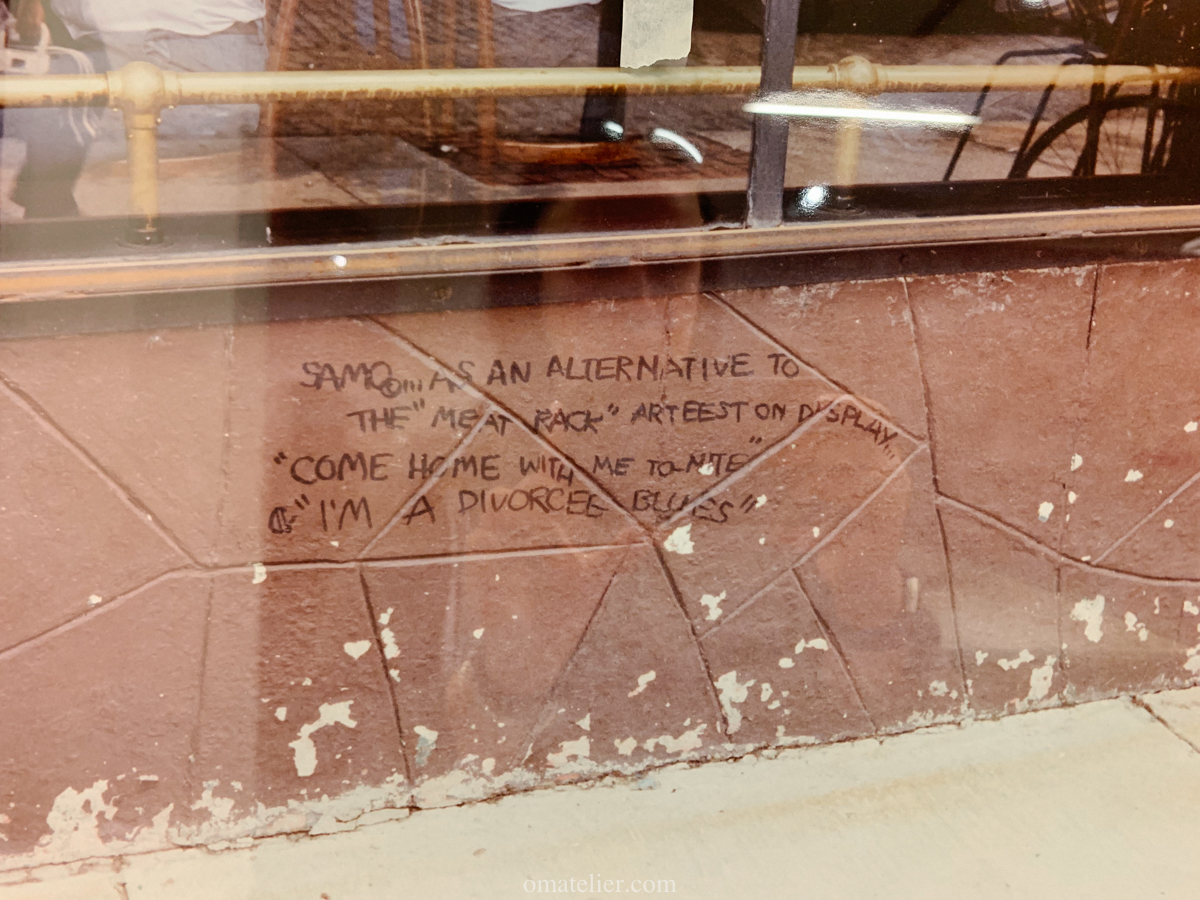 SAMO©... AS AN ALTERNATIVE TO
THE "MEAT RACK" ARTEEST ON DISPLAY...
"COME HOME WITH ME TO-NITE"
& "I'M A DIVORCEE BLUES"
omatelier.com